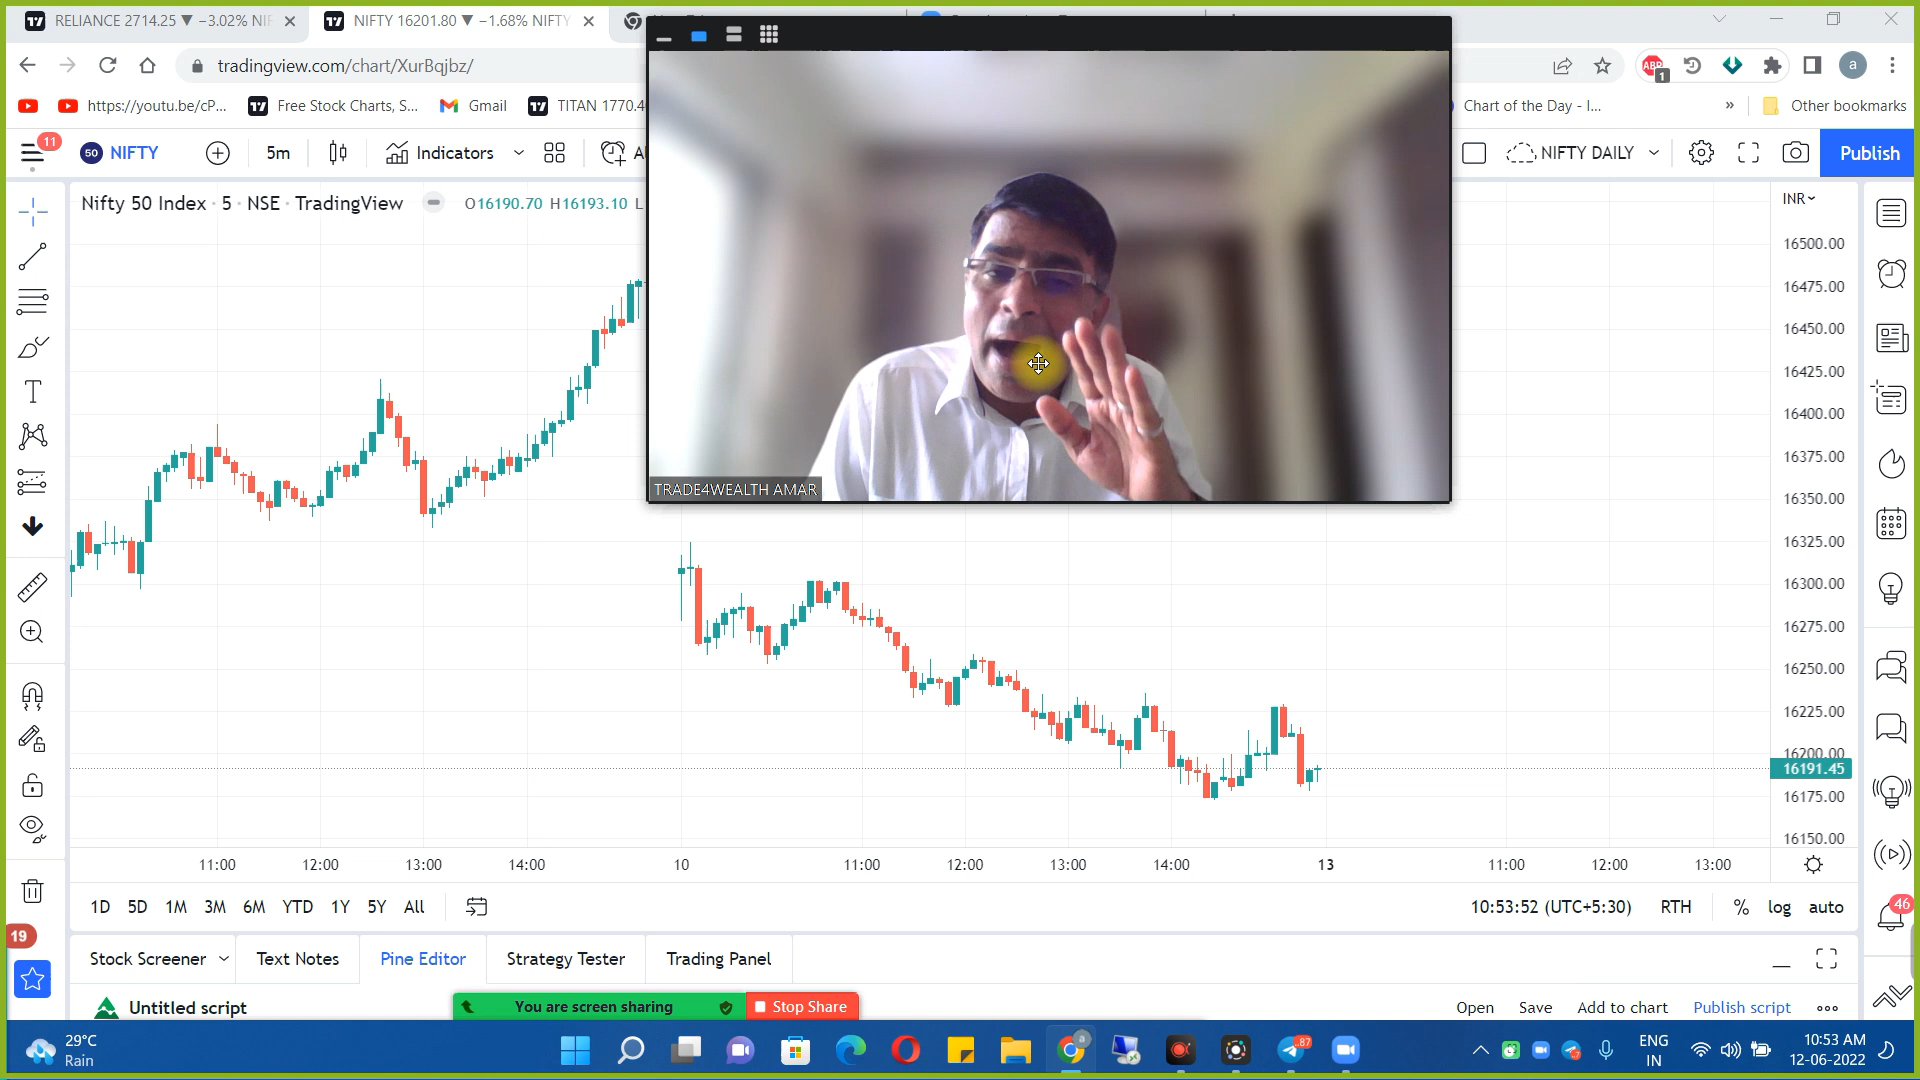 RELIANCE 2714.25 ▼ −3.02% NIF
NIFTY 16201.80 ▼ −1.68% NIFTY
tradingview.com/chart/XurBqjbz/
ABP
1
a
https://youtu.be/cP...
Free Stock Charts, S...
Gmail
TITAN 1770.4
Chart of the Day - I...
»
Other bookmarks
11
50
NIFTY
5m
Indicators
Al
NIFTY DAILY
Publish
Nifty 50 Index · 5 · NSE · TradingView
O16190.70 H16193.10 L
INR
16500.00
16475.00
16450.00
16425.00
16400.00
16375.00
16350.00
16325.00
16300.00
16275.00
16250.00
16225.00
16200.00
16191.45
16175.00
16150.00
TRADE4WEALTH AMAR
11:00
12:00
13:00
14:00
10
11:00
12:00
13:00
14:00
13
11:00
12:00
13:00
1D 5D 1M 3M 6M YTD 1Y 5Y All
10:53:52 (UTC+5:30) RTH % log auto
46
19
Stock Screener
Text Notes
Pine Editor
Strategy Tester
Trading Panel
Untitled script
You are screen sharing
Stop Share
Open Save Add to chart Publish script
29°C
Rain
87
ENG
IN
10:53 AM
12-06-2022